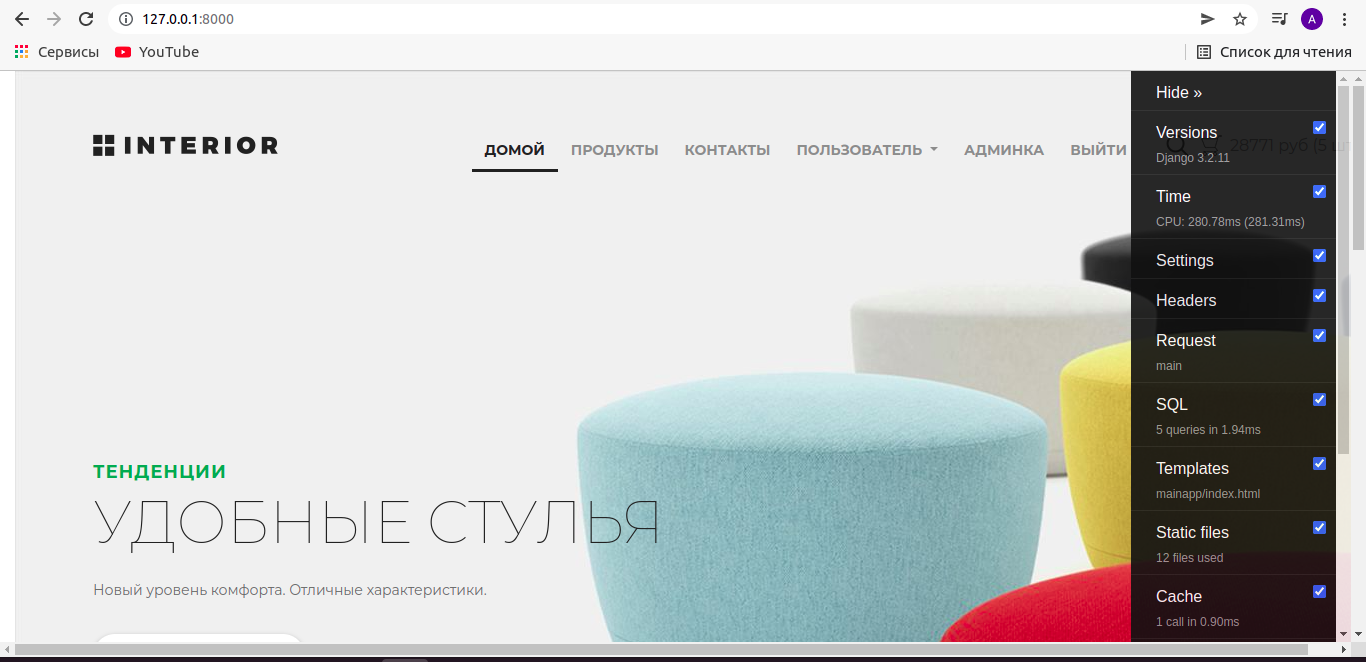 127.0.0.1:8000
A
Сервисы
YouTube
Список для чтения
INTERIOR
ДОМОЙ
ПРОДУКТЫ
КОНТАКТЫ
ПОЛЬЗОВАТЕЛЬ
АДМИНКА
ВЫЙТИ
28771 руб (5
ТЕНДЕНЦИИ
УДОБНЫЕ СТУЛЬЯ
Новый уровень комфорта. Отличные характеристики.
Hide »
Versions
Django 3.2.11
Time
CPU: 280.78ms (281.31ms)
Settings
Headers
Request
main
SQL
5 queries in 1.94ms
Templates
mainapp/index.html
Static files
12 files used
Cache
1 call in 0.90ms